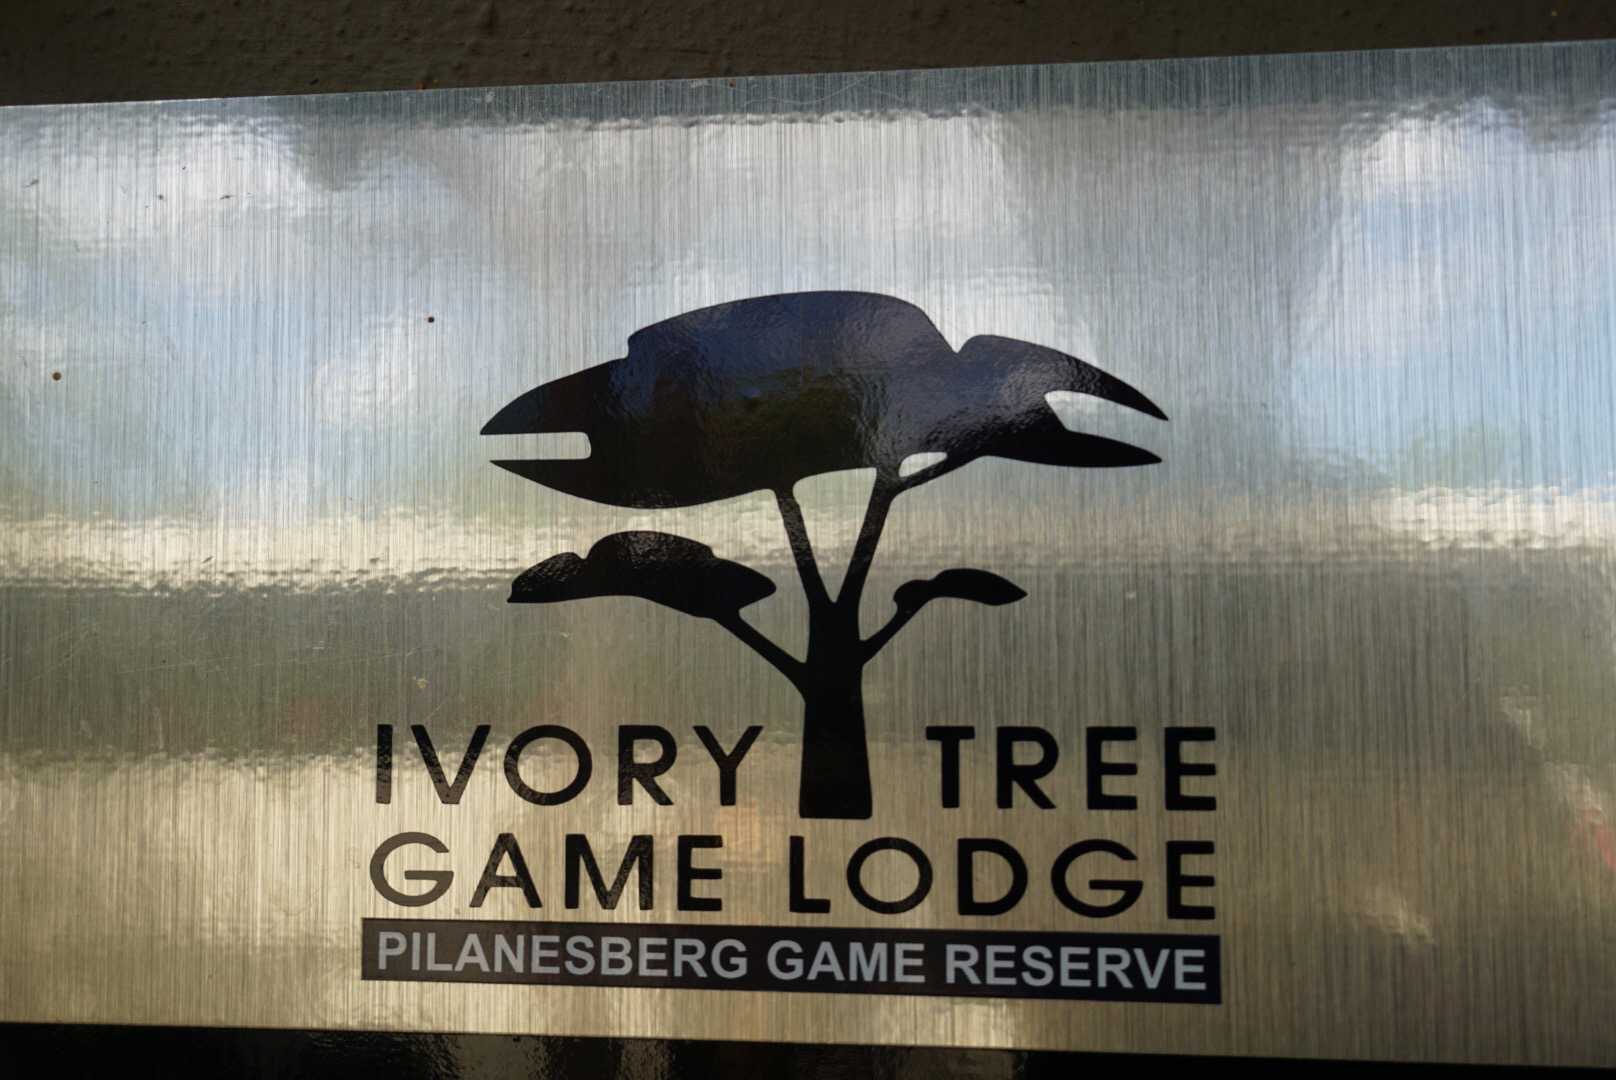 IVORY TREE
GAME LODGE
PILANESBERG GAME RESERVE